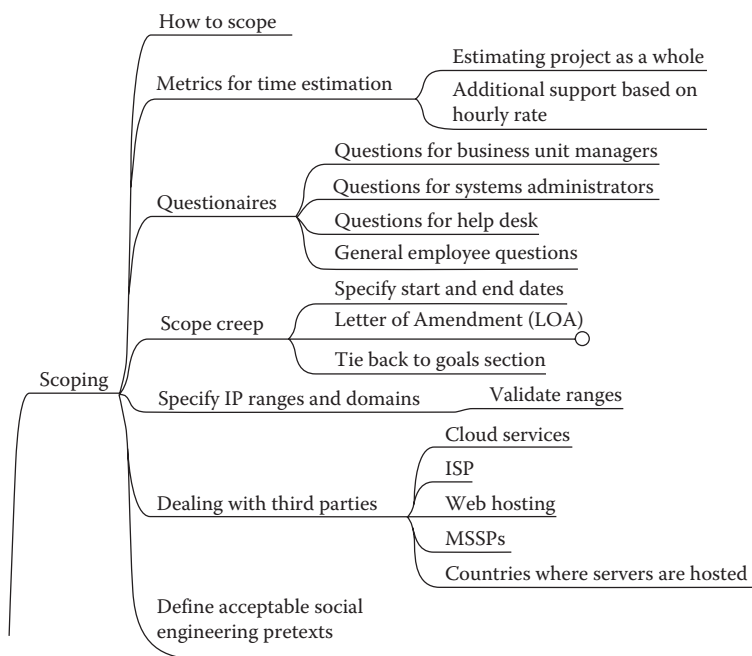 How to scope
Metrics for time estimation
Estimating project as a whole
Additional support based on
hourly rate
Questionaires
Questions for business unit managers
Questions for systems administrators
Questions for help desk
General employee questions
Scope creep
Specify start and end dates
Letter of Amendment (LOA)
Tie back to goals section
Scoping
Specify IP ranges and domains
Validate ranges
Dealing with third parties
Cloud services
ISP
Web hosting
MSSPs
Countries where servers are hosted
Define acceptable social
engineering pretexts